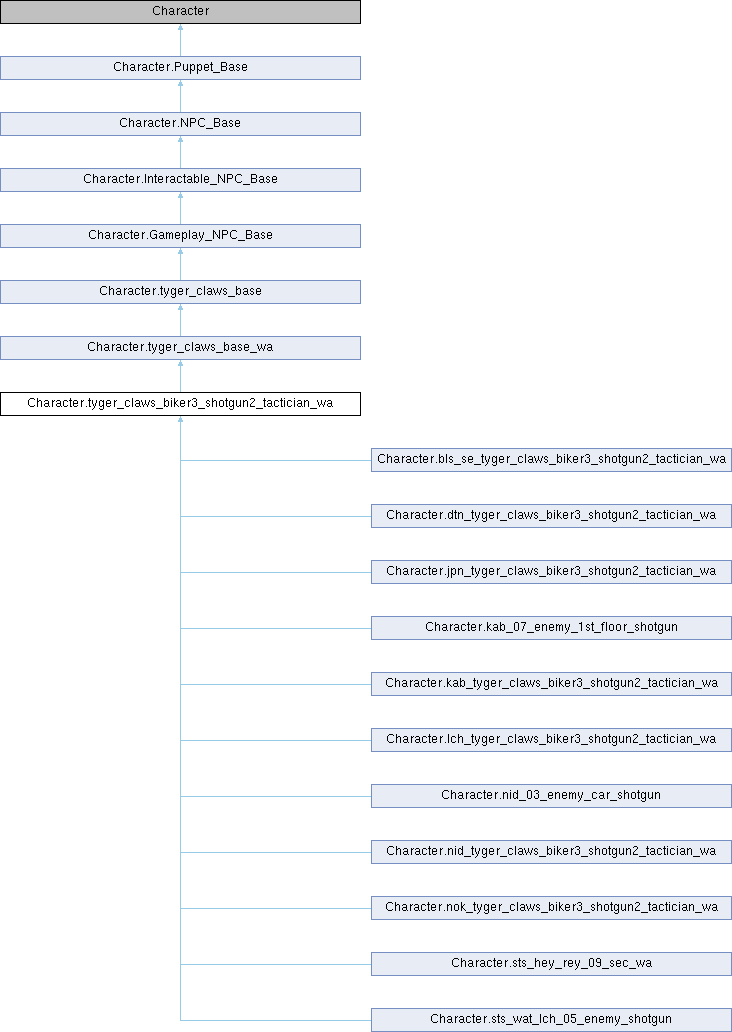 Character
Character.Puppet_Base
Character.NPC_Base
Character.Interactable_NPC_Base
Character.Gameplay_NPC_Base
Character.tyger_claws_base
Character.tyger_claws_base_wa
Character.tyger_claws_biker3_shotgun2_tactician_wa
Character.bls_se_tyger_claws_biker3_shotgun2_tactician_wa
Character.dtn_tyger_claws_biker3_shotgun2_tactician_wa
Character.jpn_tyger_claws_biker3_shotgun2_tactician_wa
Character.kab_07_enemy_1st_floor_shotgun
Character.kab_tyger_claws_biker3_shotgun2_tactician_wa
Character.lch_tyger_claws_biker3_shotgun2_tactician_wa
Character.nid_03_enemy_car_shotgun
Character.nid_tyger_claws_biker3_shotgun2_tactician_wa
Character.nok_tyger_claws_biker3_shotgun2_tactician_wa
Character.sts_hey_rey_09_sec_wa
Character.sts_wat_lch_05_enemy_shotgun